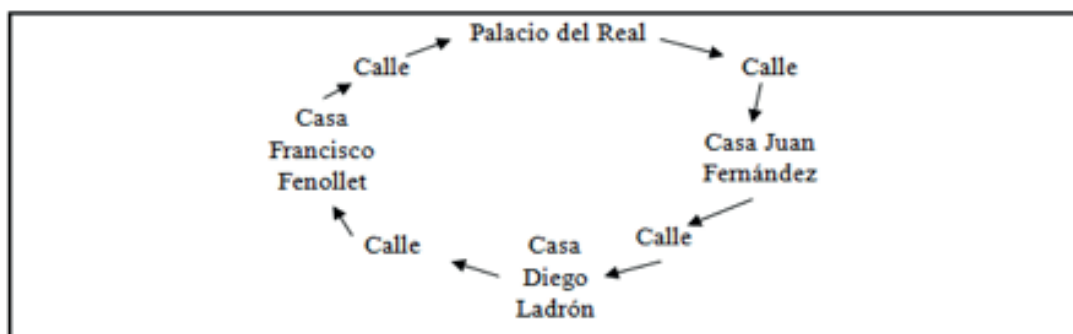 Palacio del Real
Calle
Calle
Casa
Francisco
Fenollet
Casa Juan
Fernández
Calle
Casa
Diego
Ladrón
Calle